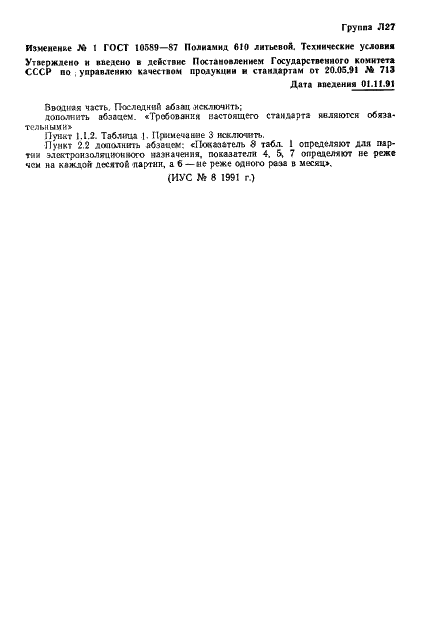 Группа Л27
Изменение № 1 ГОСТ 10589—87 Полиамид 610 литьевой. Технические условия
Утверждено и введено в действие Постановлением Государственного комитета
СССР по управлению качеством продукции и стандартам от 20.05.91 № 713
Дата введения 01.11.91
Вводная часть. Последний абзац исключить;
дополнить абзацем. «Требования настоящего стандарта являются обяза-
тельными»
Пункт 1.1.2. Таблица 1. Примечание 3 исключить.
Пункт 2.2 дополнить абзацем: «Показатель 8 табл. 1 определяют для пар-
тии электроизоляционного назначения, показатели 4, 5, 7 определяют не реже
чем на каждой десятой партии, а 6 — не реже одного раза в месяц».
(ИУС № 8 1991 г.)